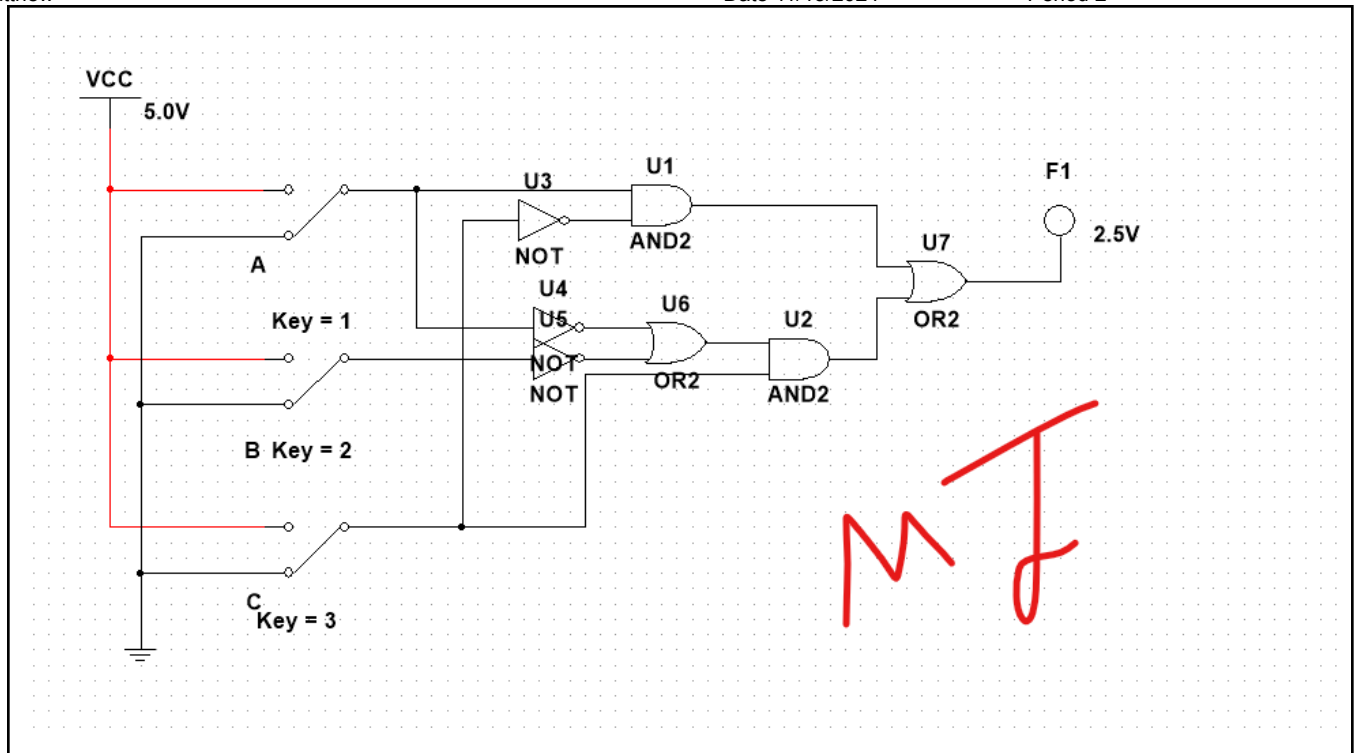 VCC
5.0V
U1
F1
U3
2.5V
AND2
U7
NOT
A
U4
U6
U2
Key = 1
U5
OR2
NOT
OR2
NOT
AND2
B Key = 2
C
Key = 3
MJ